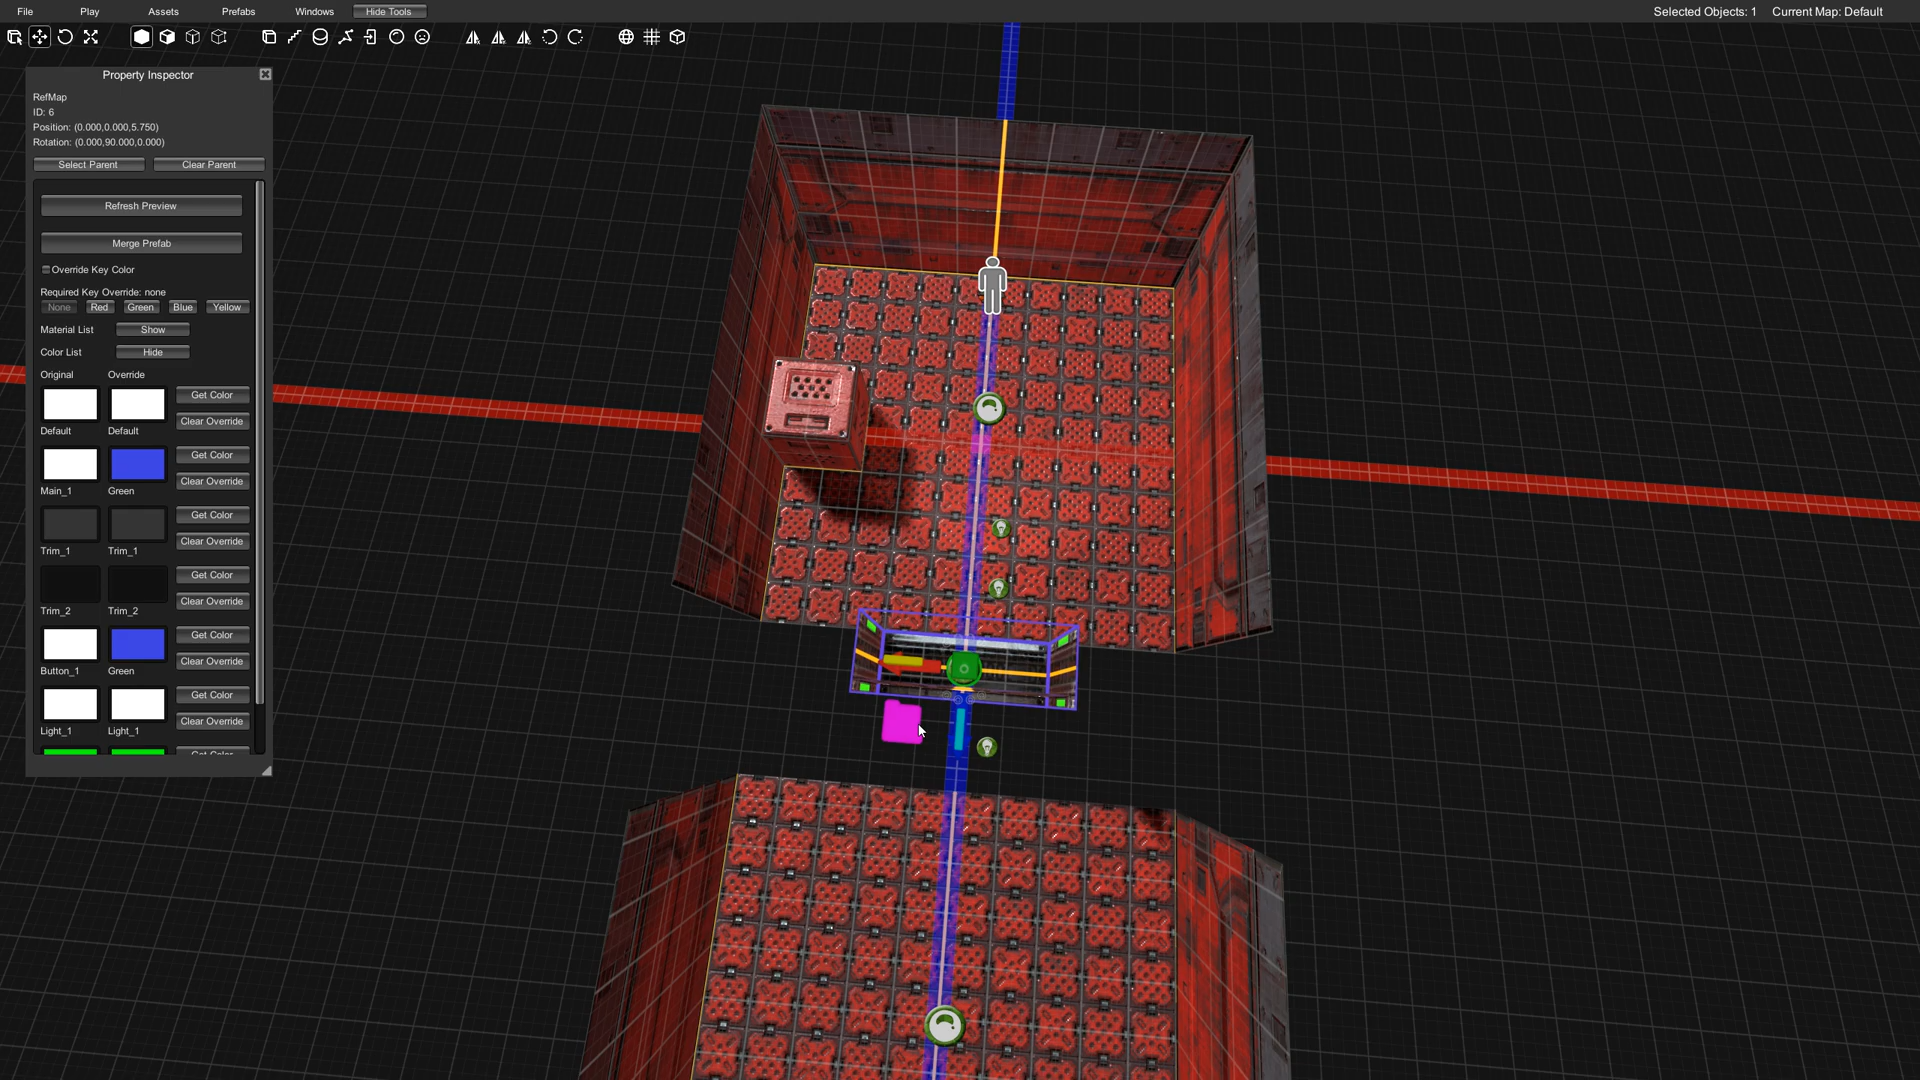 File Play Assets Prefabs Windows Hide Tools Selected Objects: 1 Current Map: Default
Property Inspector
RefMap
ID: 6
Position: (0.000,0.000,5.750)
Rotation: (0.000,90.000,0.000)
Select Parent Clear Parent
Refresh Preview
Merge Prefab
Override Key Color
Required Key Override: none
None Red Green Blue Yellow
Material List Show
Color List Hide
Original Override
Get Color
Clear Override
Default Default
Get Color
Clear Override
Main_1 Green
Get Color
Clear Override
Trim_1 Trim_1
Get Color
Clear Override
Trim_2 Trim_2
Get Color
Clear Override
Button_1 Green
Get Color
Clear Override
Light_1 Light_1
Get Color